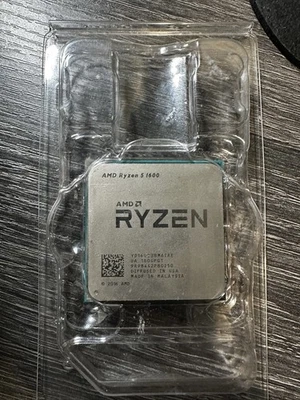 AMD Ryzen 5 1600
AMD
RYZEN
DIFFUSED IN USA
MADE IN MALAYSIA